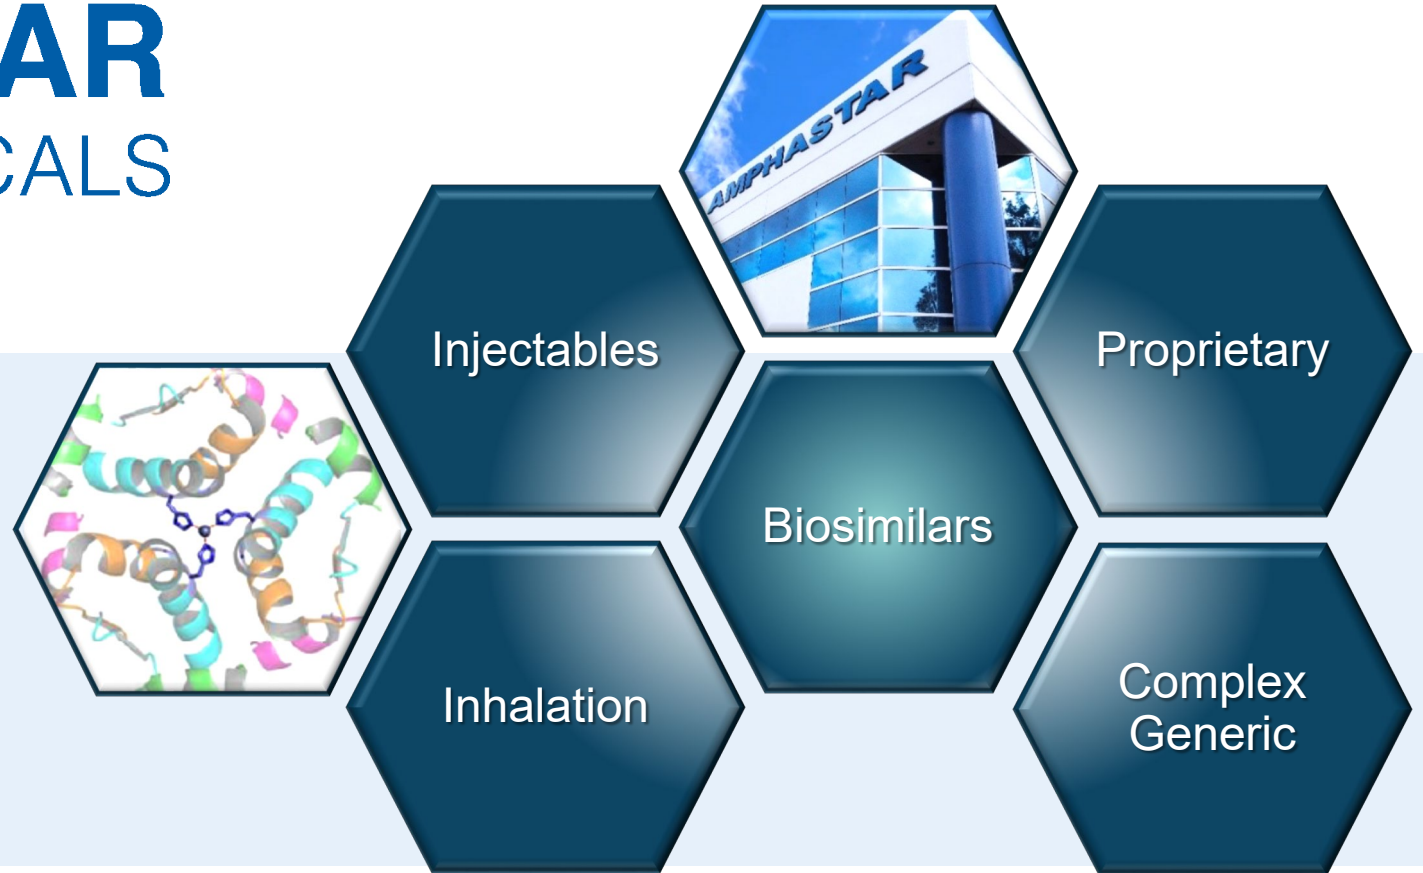 AR
CALS
AMPHASTAR
Injectables
Proprietary
Biosimilars
Inhalation
Complex
Generic